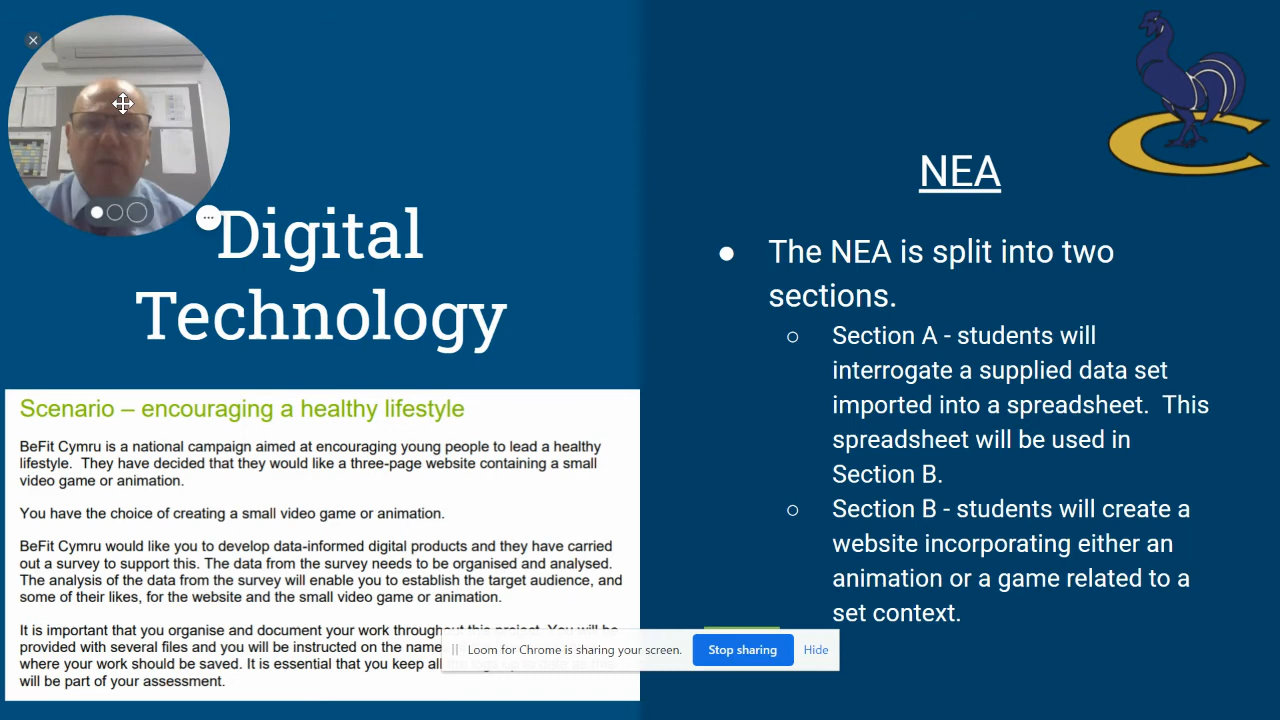 Digital
Technology
Scenario – encouraging a healthy lifestyle
BeFit Cymru is a national campaign aimed at encouraging young people to lead a healthy
lifestyle. They have decided that they would like a three-page website containing a small
video game or animation.
You have the choice of creating a small video game or animation.
BeFit Cymru would like you to develop data-informed digital products and they have carried
out a survey to support this. The data from the survey needs to be organised and analysed.
The analysis of the data from the survey will enable you to establish the target audience, and
some of their likes, for the website and the small video game or animation.
It is important that you organise and document your work throughout this project. You will be
provided with several files and you will be instructed on the name
where your work should be saved. It is essential that you keep all
will be part of your assessment.
NEA
● The NEA is split into two
sections.
○ Section A - students will
interrogate a supplied data set
imported into a spreadsheet. This
spreadsheet will be used in
Section B.
○ Section B - students will create a
website incorporating either an
animation or a game related to a
set context.
Loom for Chrome is sharing your screen. Stop sharing Hide